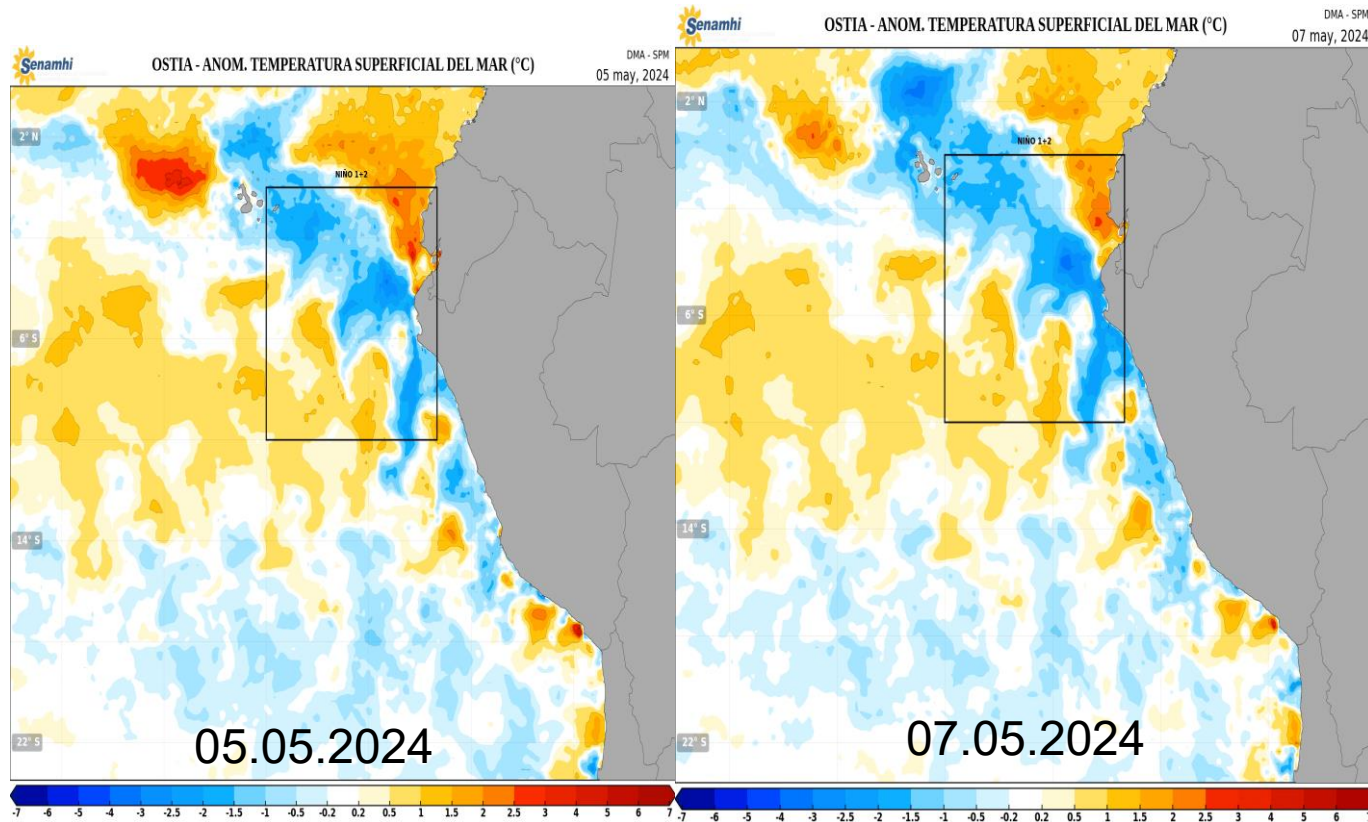 Senamhi
OSTIA - ANOM. TEMPERATURA SUPERFICIAL DEL MAR (°C)
DMA - SPM
05 may, 2024
2° N
NIÑO 1+2
6° S
14° S
22° S
05.05.2024
-7 -6 -5 -4 -3 -2.5 -2 -1.5 -1 -0.5 -0.2 0.2 0.5 1 1.5 2 2.5 3 4 5 6 7
Senamhi
OSTIA - ANOM. TEMPERATURA SUPERFICIAL DEL MAR (°C)
DMA - SPM
07 may, 2024
2° N
NIÑO 1+2
6° S
14° S
22° S
07.05.2024
-7 -6 -5 -4 -3 -2.5 -2 -1.5 -1 -0.5 -0.2 0.2 0.5 1 1.5 2 2.5 3 4 5 6